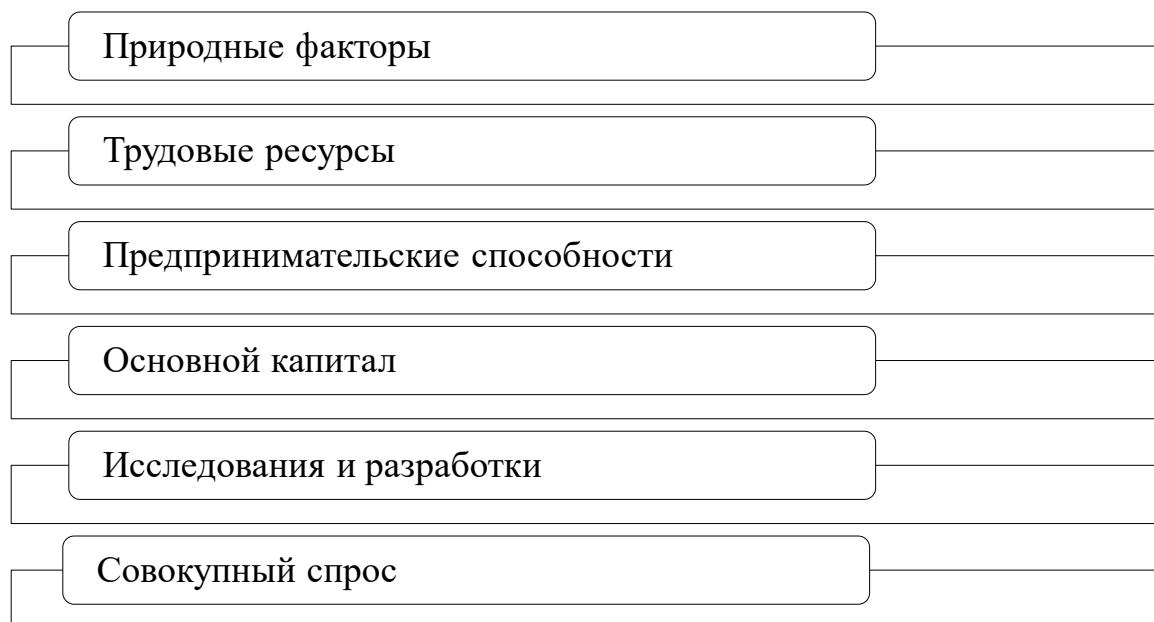 Природные факторы
Трудовые ресурсы
Предпринимательские способности
Основной капитал
Исследования и разработки
Совокупный спрос